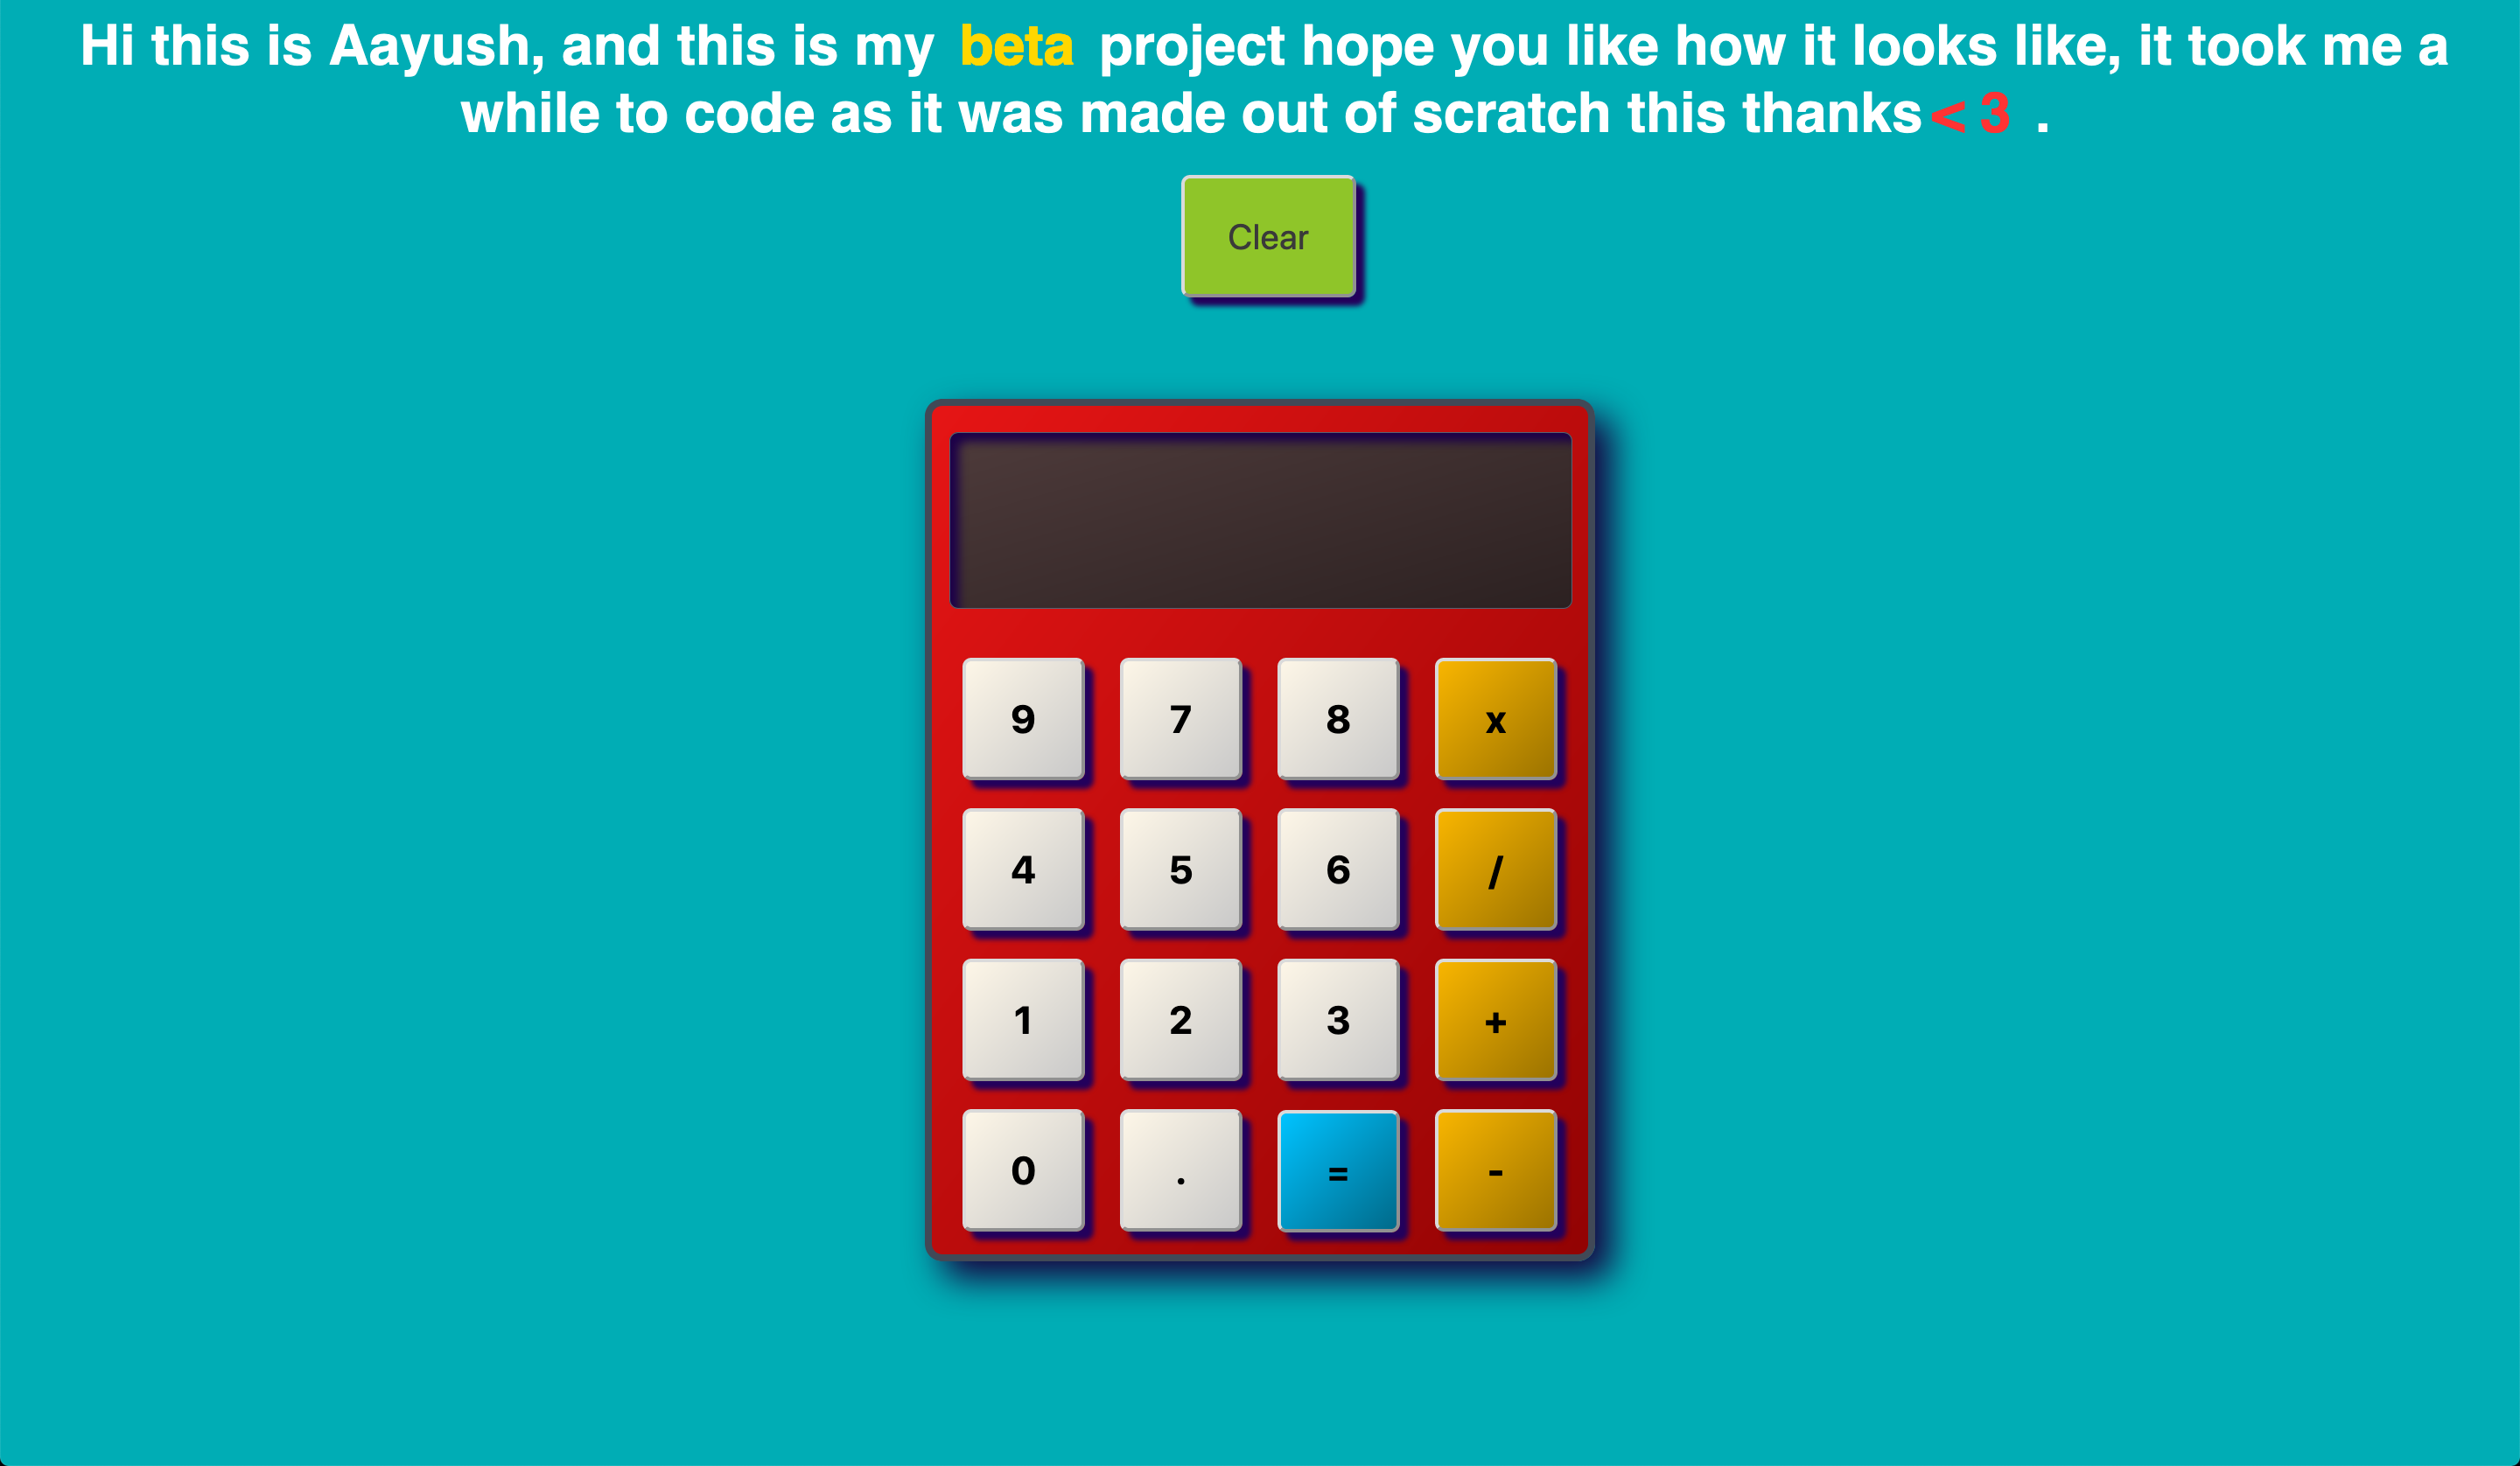 Hi this is Aayush, and this is my beta project hope you like how it looks like, it took me a
while to code as it was made out of scratch this thanks < 3 .
Clear
9 7 8 x
4 5 6 /
1 2 3 +
0 . = -